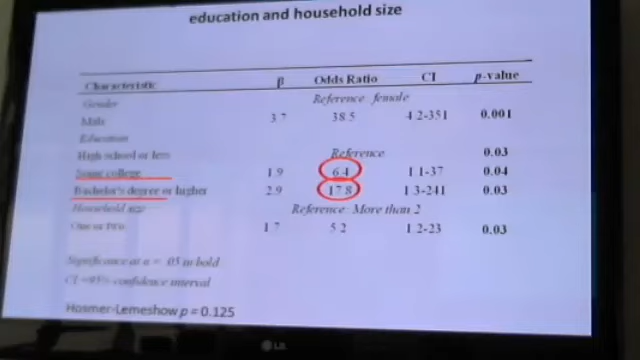 education and household size
Characteristic β Odds Ratio CI p-value
Gender Reference female
Male 3.7 38.5 4.2-351 0.001
Education
High school or less Reference 0.03
Some college 1.9 6.4 1.1-37 0.04
Bachelor's degree or higher 2.9 17.8 1.3-241 0.03
Household size Reference More than 2
One or two 1.7 5.2 1.2-23 0.03
Significance at α = .05 in bold
CI =95% confidence interval
Hosmer-Lemeshow p = 0.125
LG